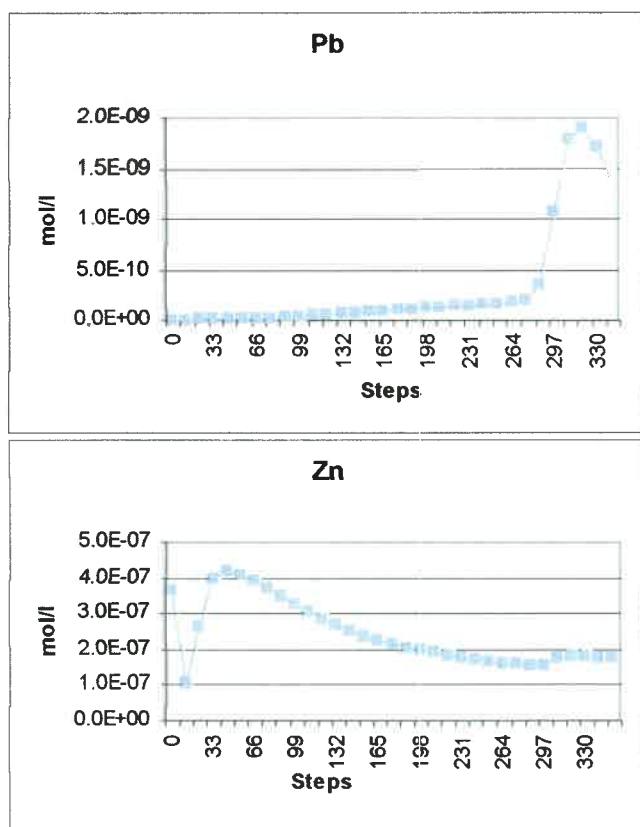 Pb
2.0E-09
1.5E-09
1.0E-09
5.0E-10
0.0E+00
mol/l
0 33 66 99 132 165 198 231 264 297 330
Steps
Zn
5.0E-07
4.0E-07
3.0E-07
2.0E-07
1.0E-07
0.0E+00
mol/l
0 33 66 99 132 165 198 231 264 297 330
Steps